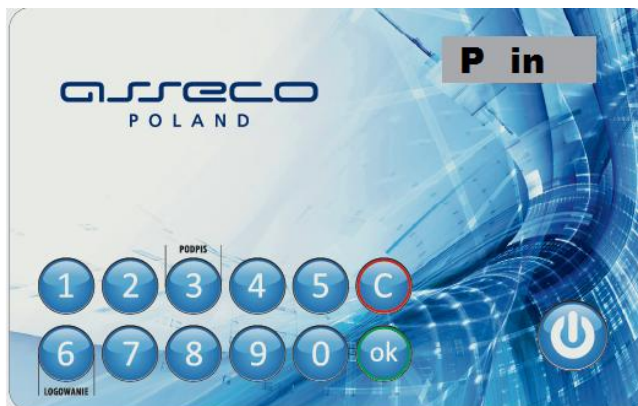 P in
asseco
POLAND
PODPIS
1 2 3 4 5 C
6 7 8 9 0 ok
LOGOWANIE